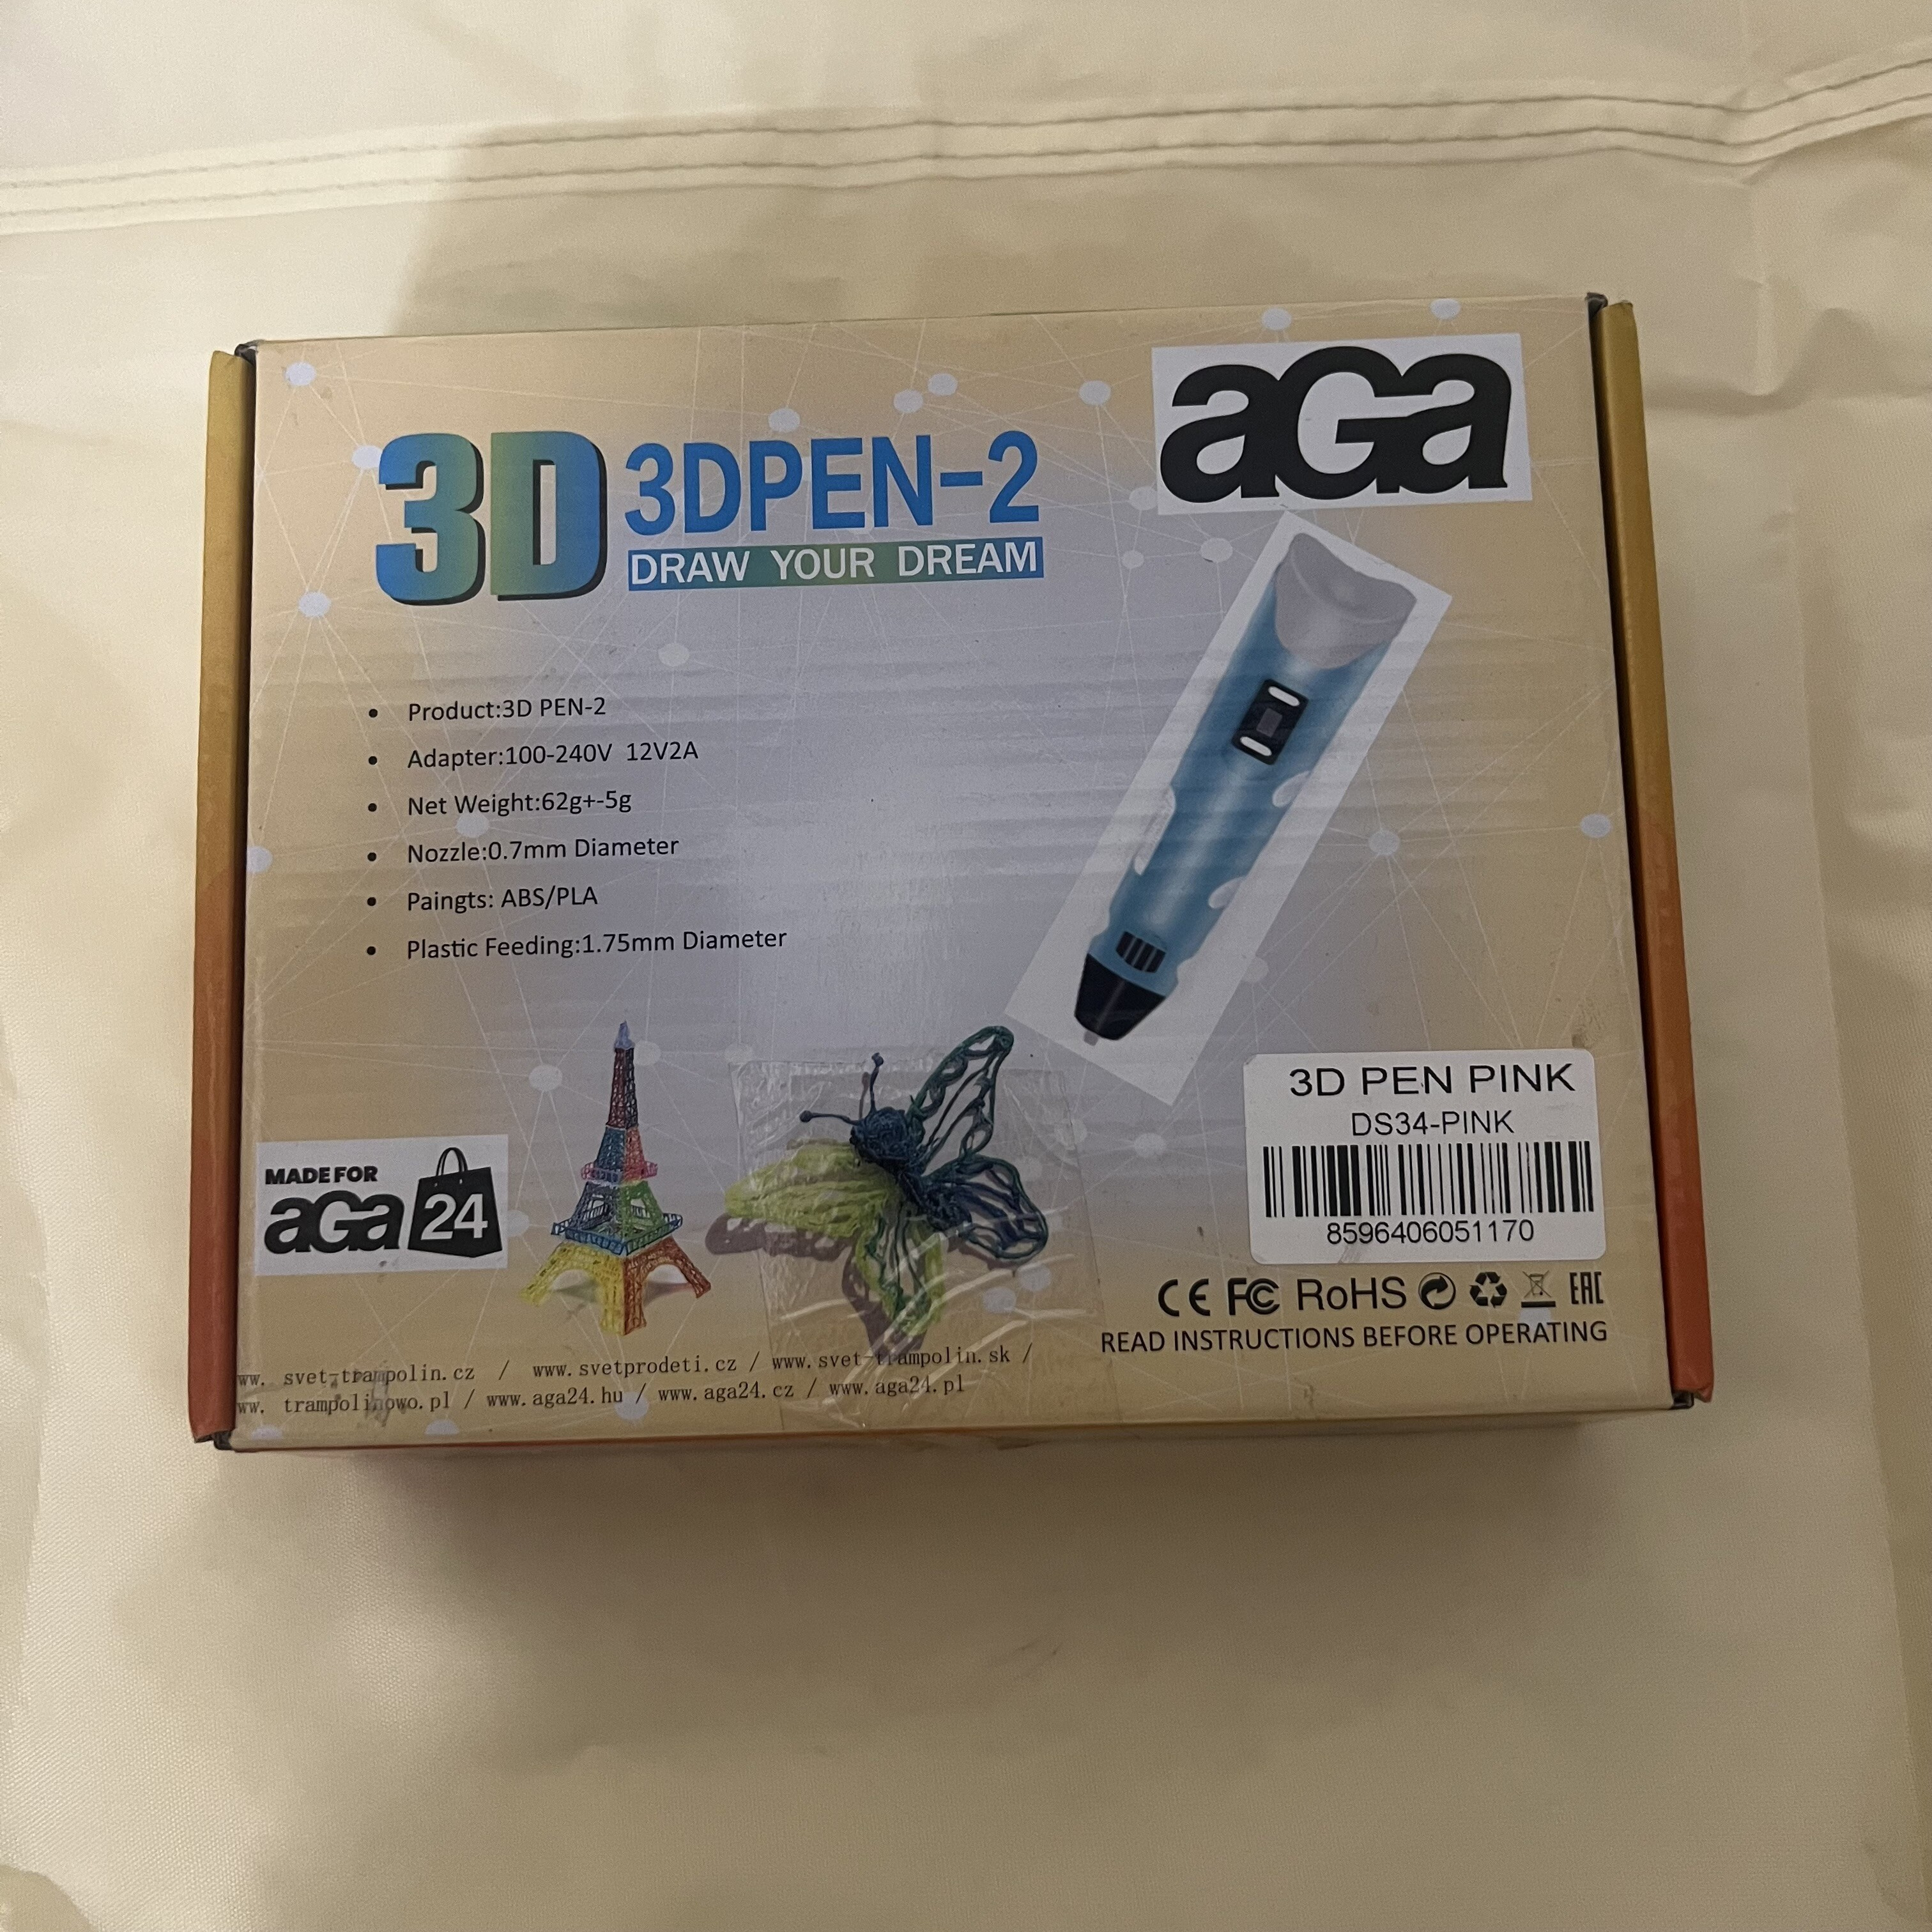 aGa
3D 3DPEN-2
DRAW YOUR DREAM
• Product:3D PEN-2
• Adapter:100-240V 12V2A
• Net Weight:62g+-5g
• Nozzle:0.7mm Diameter
• Paingts: ABS/PLA
• Plastic Feeding:1.75mm Diameter
3D PEN PINK
DS34-PINK
8596406051170
MADE FOR
aGa 24
CE FC RoHS EAC
READ INSTRUCTIONS BEFORE OPERATING
ww. svet-trampolin.cz / www.svetprodeti.cz / www.svet-trampolin.sk /
ww. trampolinowo.pl / www.aga24.hu / www.aga24.cz / www.aga24.pl